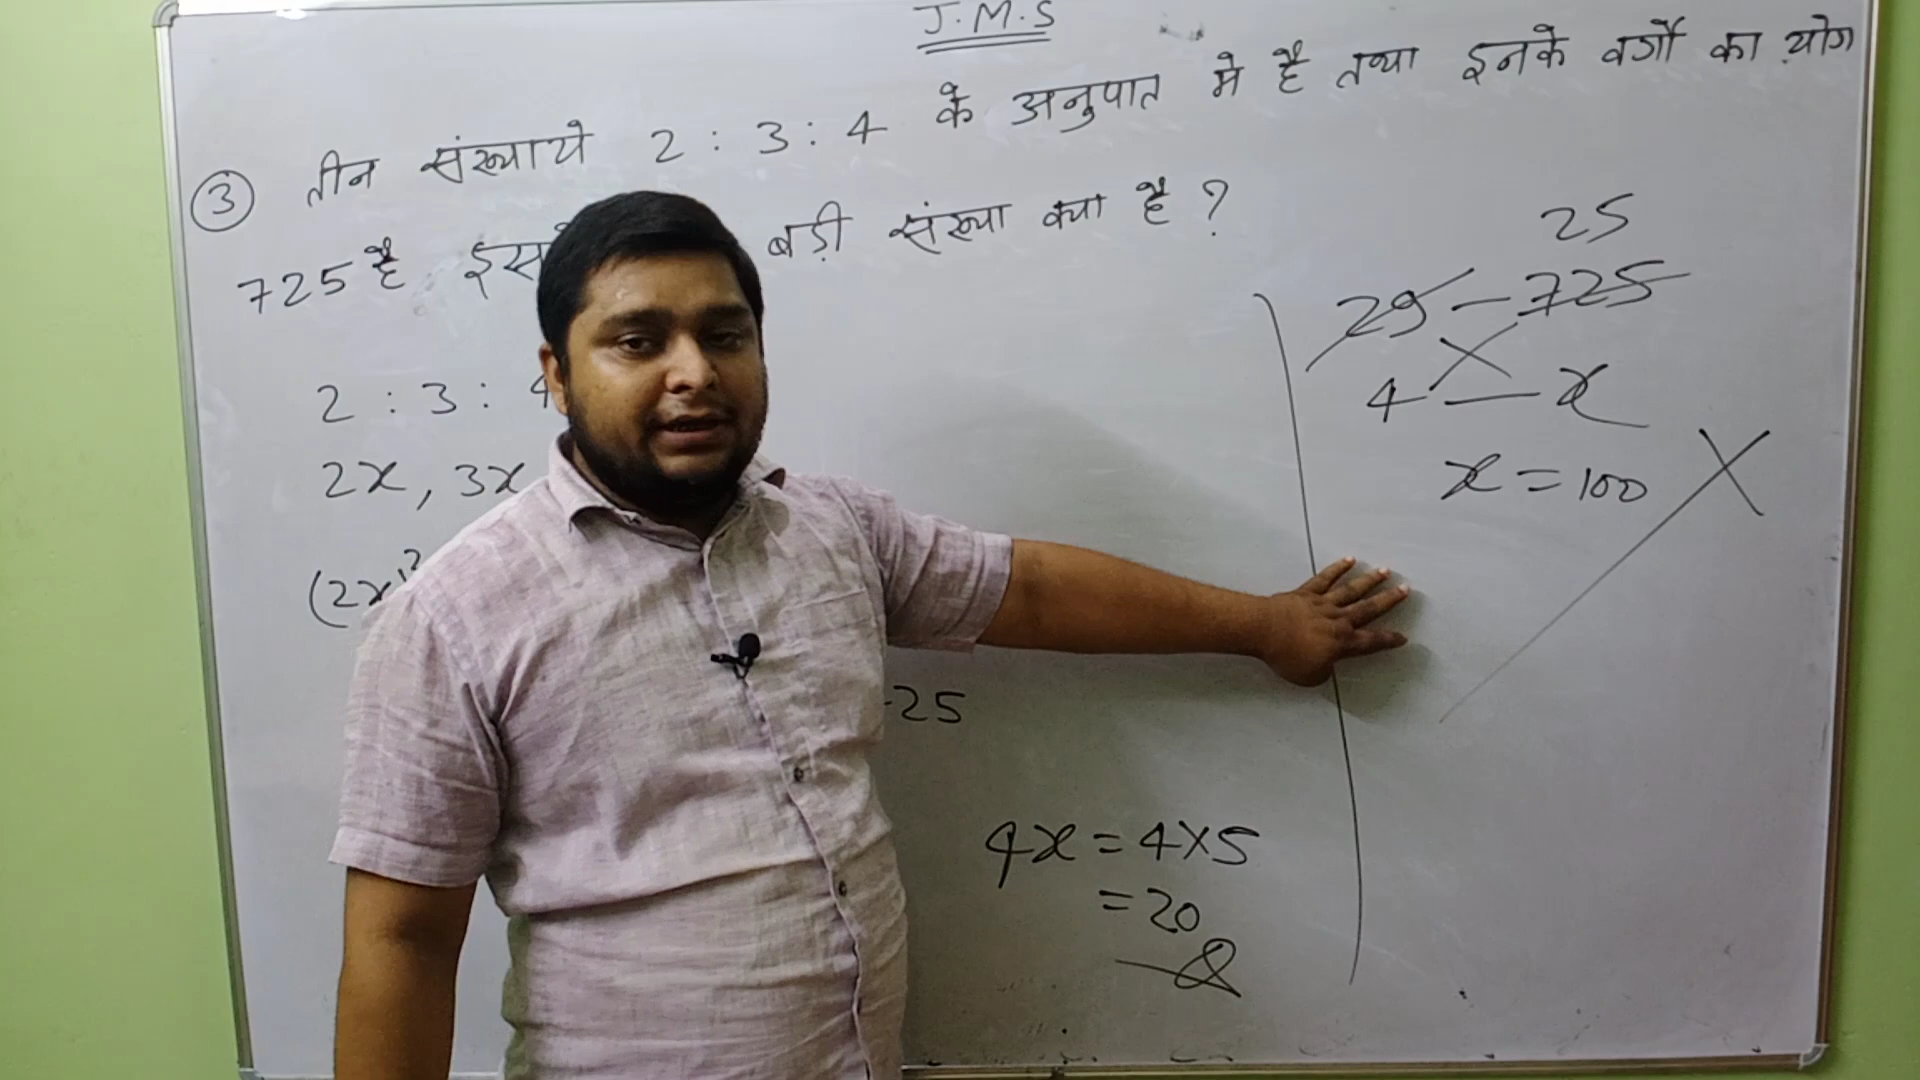 J.M.S
③ तीन संख्याये 2 : 3 : 4 के अनुपात मे है तथा इनके वर्गो का योग
725 है इस बड़ी संख्या क्या है ?
2 : 3 : 4
2x, 3x
(2x)²
25
4x = 4×5
= 20
25
29 — 725
4 — x
x = 100